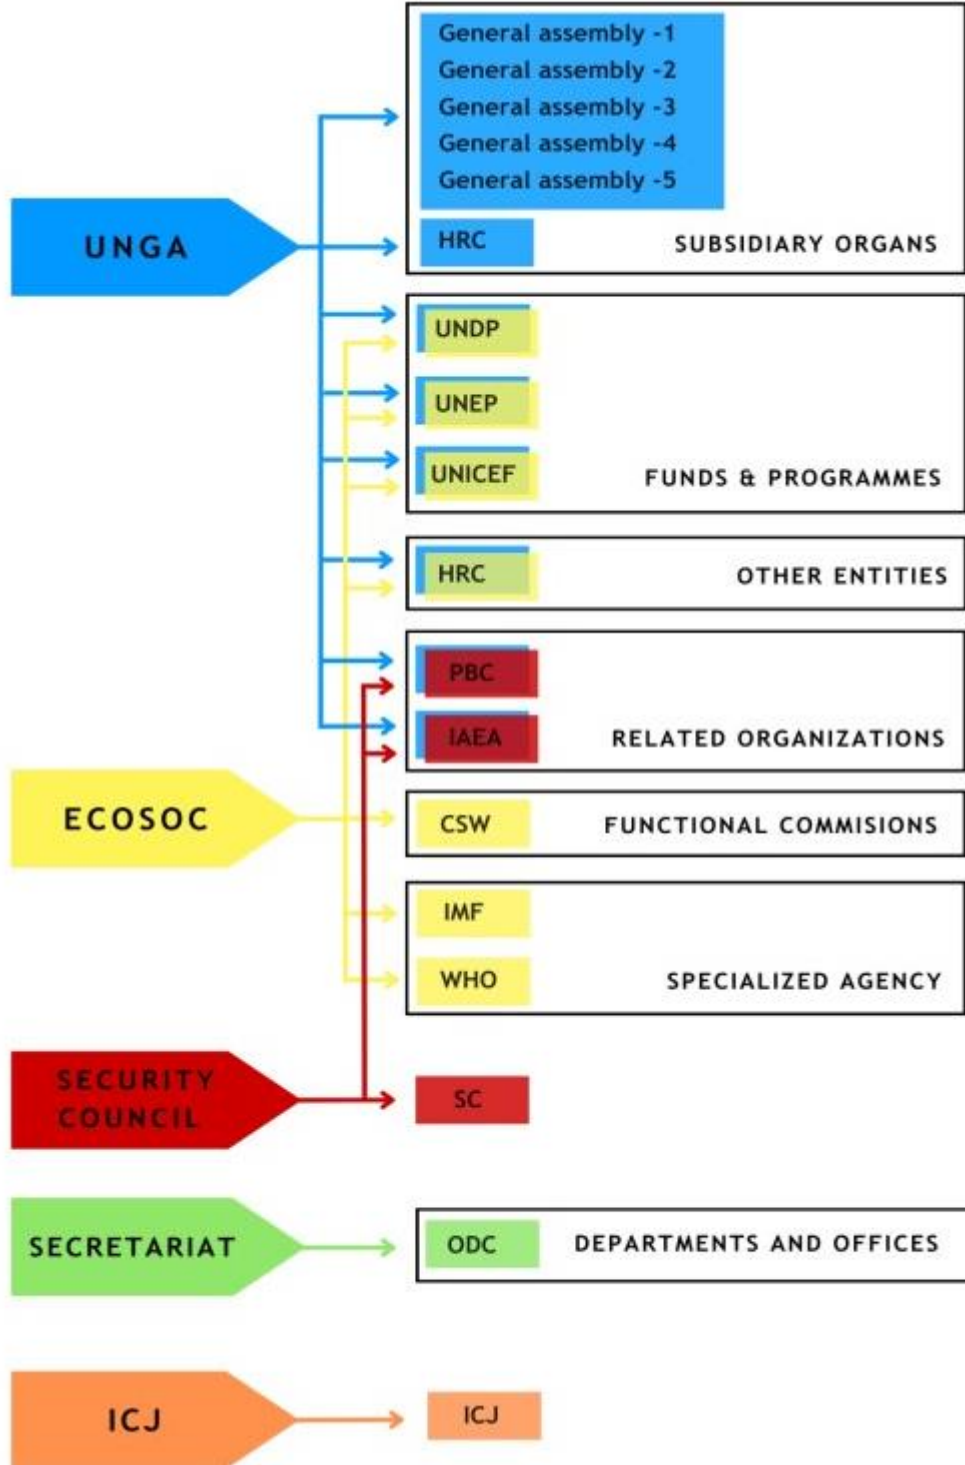 General assembly -1
General assembly -2
General assembly -3
General assembly -4
General assembly -5
UNGA
HRC
SUBSIDIARY ORGANS
UNDP
UNEP
UNICEF
FUNDS & PROGRAMMES
HRC
OTHER ENTITIES
PBC
IAEA
RELATED ORGANIZATIONS
ECOSOC
CSW
FUNCTIONAL COMMISIONS
IMF
WHO
SPECIALIZED AGENCY
SECURITY
COUNCIL
SC
SECRETARIAT
ODC
DEPARTMENTS AND OFFICES
ICJ
ICJ